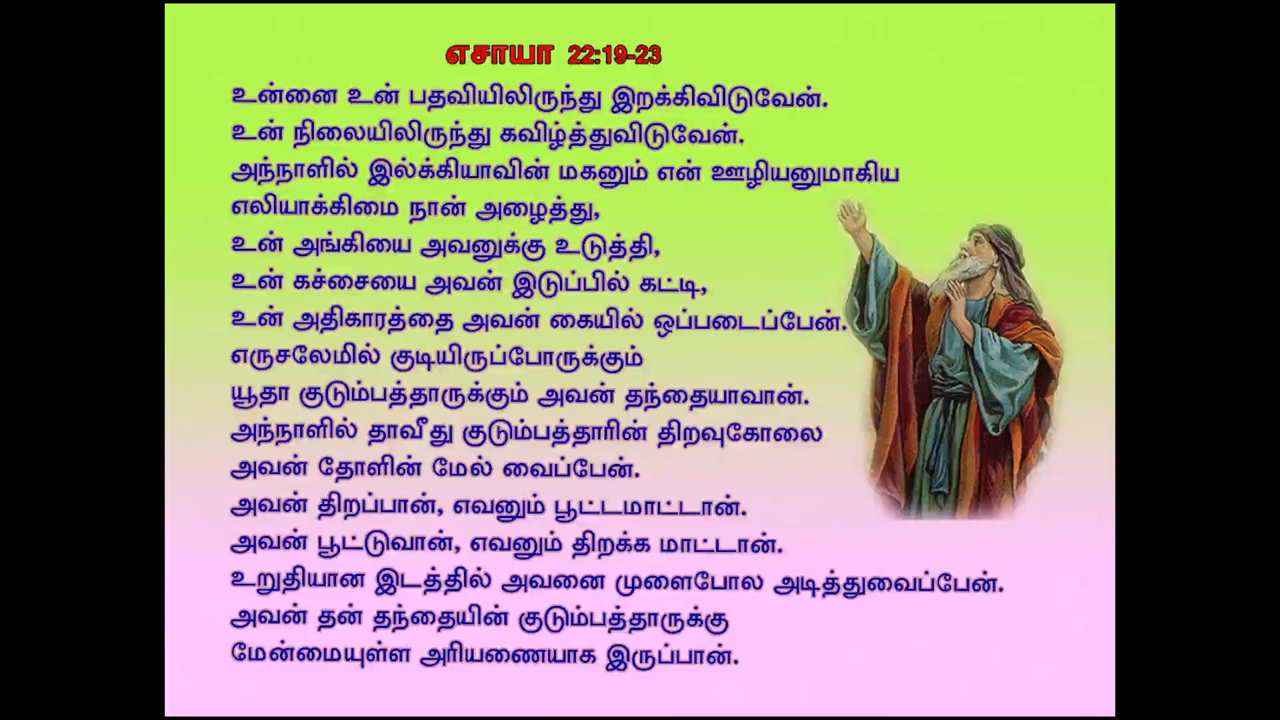 எசாயா 22:19-23
உன்னை உன் பதவியிலிருந்து இறக்கிவிடுவேன்.
உன் நிலையிலிருந்து கவிழ்த்துவிடுவேன்.
அந்நாளில் இல்க்கியாவின் மகனும் என் ஊழியனுமாகிய
எலியாக்கிமை நான் அழைத்து,
உன் அங்கியை அவனுக்கு உடுத்தி,
உன் கச்சையை அவன் இடுப்பில் கட்டி,
உன் அதிகாரத்தை அவன் கையில் ஒப்படைப்பேன்.
எருசலேமில் குடியிருப்போருக்கும்
யூதா குடும்பத்தாருக்கும் அவன் தந்தையாவான்.
அந்நாளில் தாவீது குடும்பத்தாரின் திறவுகோலை
அவன் தோளின் மேல் வைப்பேன்.
அவன் திறப்பான், எவனும் பூட்டமாட்டான்.
அவன் பூட்டுவான், எவனும் திறக்க மாட்டான்.
உறுதியான இடத்தில் அவனை முளைபோல அடித்துவைப்பேன்.
அவன் தன் தந்தையின் குடும்பத்தாருக்கு
மேன்மையுள்ள அரியணையாக இருப்பான்.